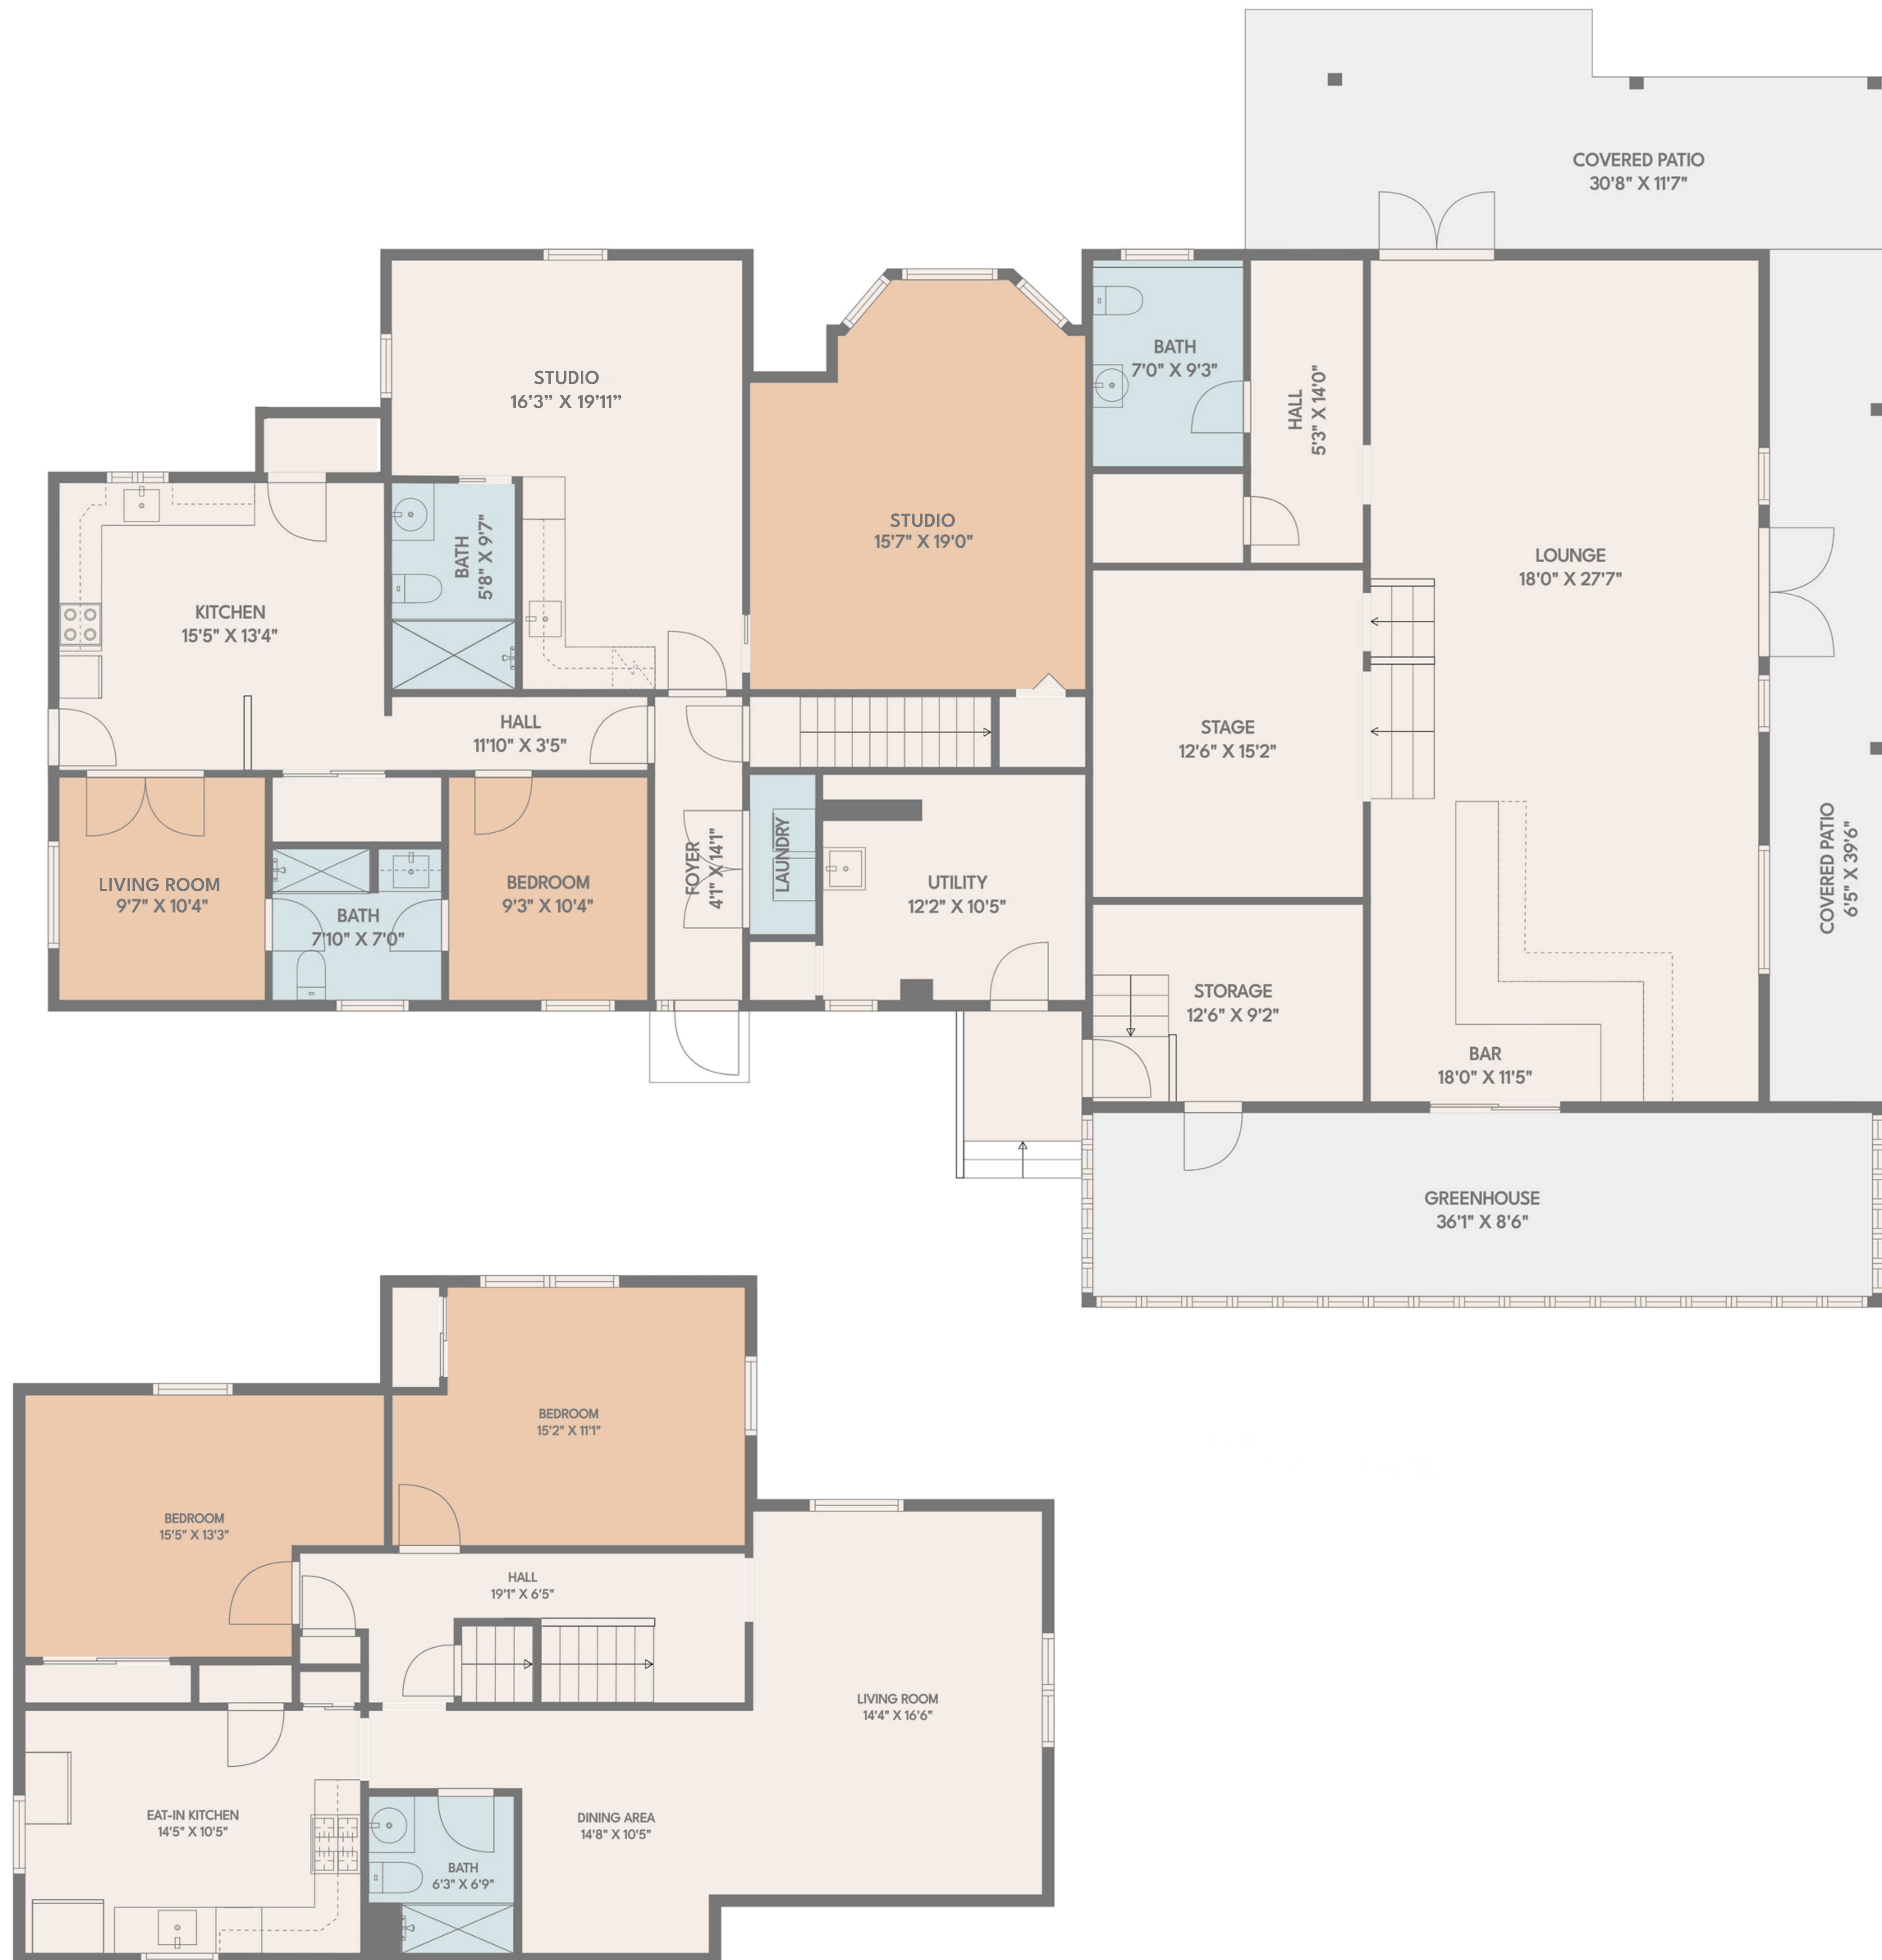 COVERED PATIO
30'8" X 11'7"
STUDIO
16'3” X 19'11”
BATH
7'0" X 9'3"
HALL
5'3" X 14'0"
STUDIO
15'7" X 19'0"
BATH
5'8" X 9'7"
LOUNGE
18'0" X 27'7"
KITCHEN
15'5" X 13'4"
HALL
11'10" X 3'5"
STAGE
12'6" X 15'2"
LIVING ROOM
9'7" X 10'4"
BATH
7'10" X 7'0"
BEDROOM
9'3" X 10'4"
FOYER
4'1" X 14'1"
LAUNDRY
UTILITY
12'2" X 10'5"
COVERED PATIO
6'5" X 39'6"
STORAGE
12'6" X 9'2"
BAR
18'0" X 11'5"
GREENHOUSE
36'1" X 8'6"
BEDROOM
15'2" X 11'1"
BEDROOM
15'5" X 13'3"
HALL
19'1" X 6'5"
LIVING ROOM
14'4" X 16'6"
EAT-IN KITCHEN
14'5" X 10'5"
DINING AREA
14'8" X 10'5"
BATH
6'3" X 6'9"